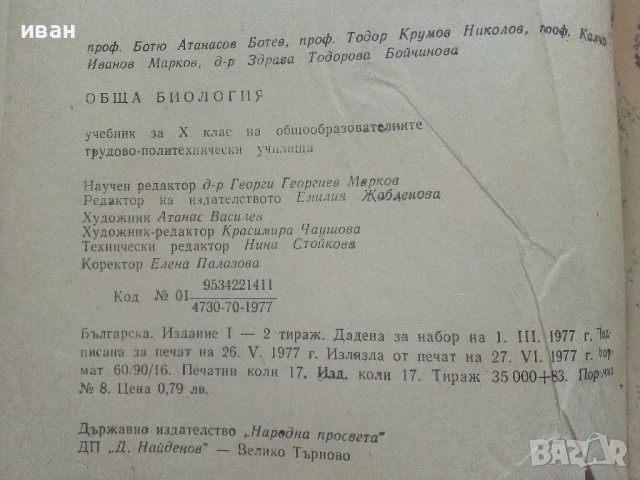 иван
проф. Ботю Атанасов Ботев, проф. Тодор Крумов Николов, проф. Калчо
Иванов Марков, д-р Здрава Тодорова Бойчинова
ОБЩА БИОЛОГИЯ
учебник за X клас на общообразователните
трудово-политехнически училища
Научен редактор д-р Георги Георгиев Марков
Редактор на издателството Емилия Жабленова
Художник Атанас Василев
Художник-редактор Красимира Чаушова
Технически редактор Нина Стойкова
Коректор Елена Палазова
Код № 01 9534221411
4730-70-1977
Българска. Издание I — 2 тираж. Дадена за набор на 1. III. 1977 г. Под-
писана за печат на 26. V. 1977 г. Излязла от печат на 27. VI. 1977 г. Фор-
мат 60/90/16. Печатни коли 17. Изд. коли 17. Тираж 35 000+83. Поръчка
№ 8. Цена 0,79 лв.
Държавно издателство „Народна просвета“
ДП „Д. Найденов“ — Велико Търново
BAZAR